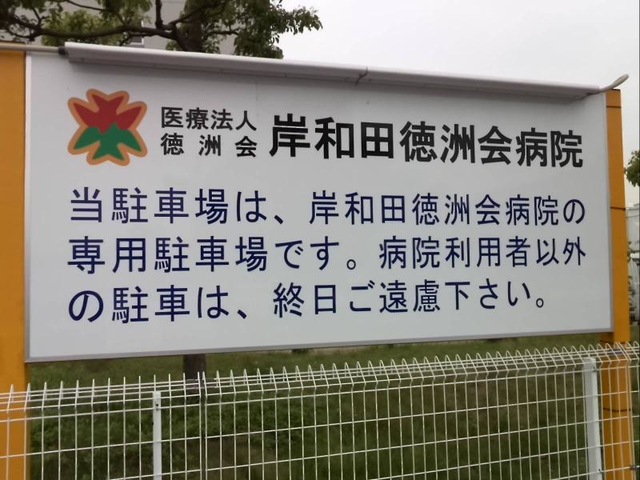 医療法人
徳洲会
岸和田徳洲会病院
当駐車場は、岸和田徳洲会病院の
専用駐車場です。病院利用者以外
の駐車は、終日ご遠慮下さい。